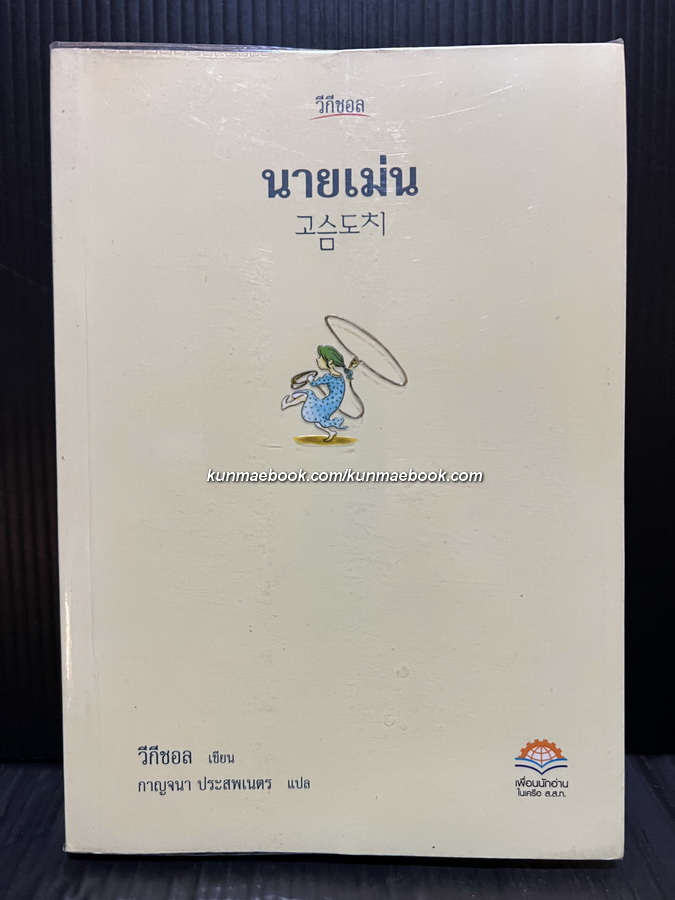 วีกีชอล
นายเม่น
고슴도치
kunmaebook.com/kunmaebook.com
วีกีชอล เขียน
กาญจนา ประสพเนตร แปล
เพื่อนนักอ่าน
ในเครือ ส.ส.ท.